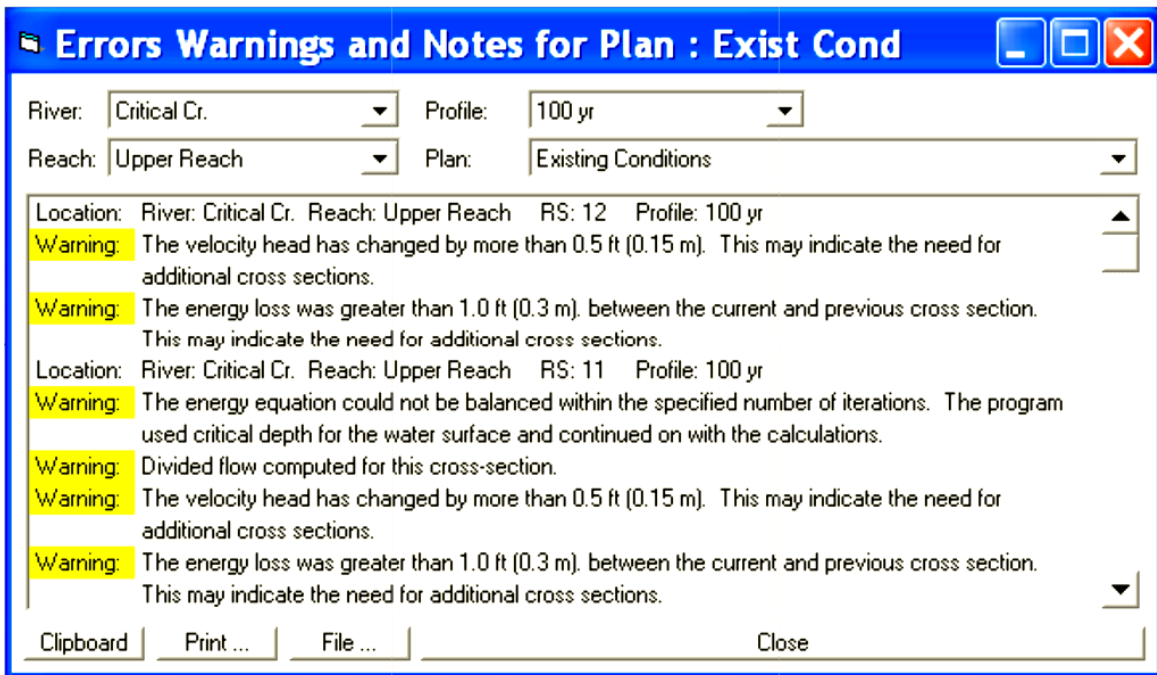 Errors Warnings and Notes for Plan : Exist Cond
River: Critical Cr. Profile: 100 yr
Reach: Upper Reach Plan: Existing Conditions
Location: River: Critical Cr. Reach: Upper Reach RS: 12 Profile: 100 yr
Warning: The velocity head has changed by more than 0.5 ft (0.15 m). This may indicate the need for
additional cross sections.
Warning: The energy loss was greater than 1.0 ft (0.3 m). between the current and previous cross section.
This may indicate the need for additional cross sections.
Location: River: Critical Cr. Reach: Upper Reach RS: 11 Profile: 100 yr
Warning: The energy equation could not be balanced within the specified number of iterations. The program
used critical depth for the water surface and continued on with the calculations.
Warning: Divided flow computed for this cross-section.
Warning: The velocity head has changed by more than 0.5 ft (0.15 m). This may indicate the need for
additional cross sections.
Warning: The energy loss was greater than 1.0 ft (0.3 m). between the current and previous cross section.
This may indicate the need for additional cross sections.
Clipboard Print ... File ... Close